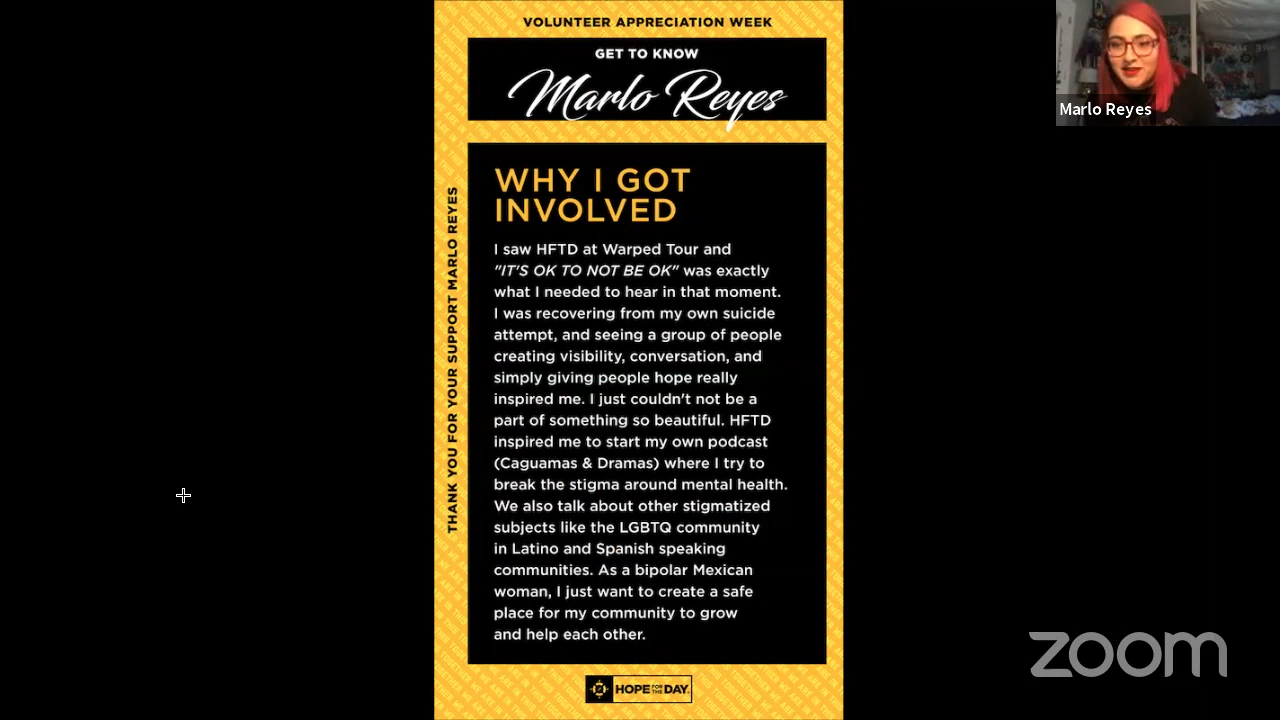 VOLUNTEER APPRECIATION WEEK
GET TO KNOW
Marlo Reyes
Marlo Reyes
THANK YOU FOR YOUR SUPPORT MARLO REYES
WHY I GOT
INVOLVED
I saw HFTD at Warped Tour and
"IT'S OK TO NOT BE OK" was exactly
what I needed to hear in that moment.
I was recovering from my own suicide
attempt, and seeing a group of people
creating visibility, conversation, and
simply giving people hope really
inspired me. I just couldn't not be a
part of something so beautiful. HFTD
inspired me to start my own podcast
(Caguamas & Dramas) where I try to
break the stigma around mental health.
We also talk about other stigmatized
subjects like the LGBTQ community
in Latino and Spanish speaking
communities. As a bipolar Mexican
woman, I just want to create a safe
place for my community to grow
and help each other.
HOPE FOR THE DAY
zoom